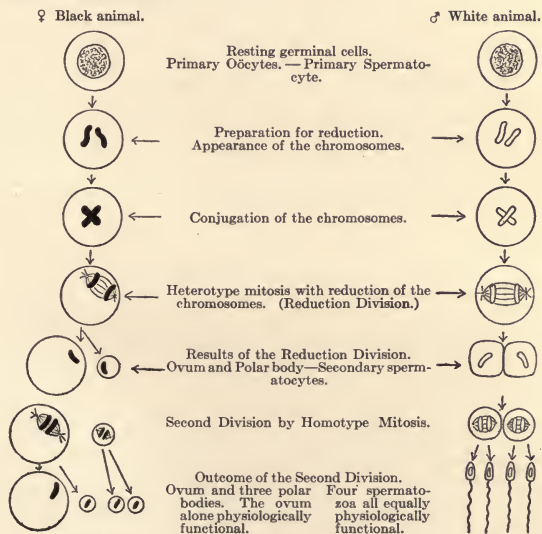 ♀ Black animal.
♂ White animal.
Resting germinal cells.
Primary Oöcytes. — Primary Spermato-
cyte.
Preparation for reduction.
Appearance of the chromosomes.
Conjugation of the chromosomes.
Heterotype mitosis with reduction of the
chromosomes. (Reduction Division.)
Results of the Reduction Division.
Ovum and Polar body—Secondary sperm-
atocytes.
Second Division by Homotype Mitosis.
Outcome of the Second Division.
Ovum and three polar
bodies. The ovum
alone physiologically
functional.
Four spermato-
zoa all equally
physiologically
functional.